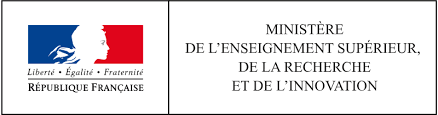 Liberté • Égalité • Fraternité
RÉPUBLIQUE FRANÇAISE
MINISTÈRE
DE L'ENSEIGNEMENT SUPÉRIEUR,
DE LA RECHERCHE
ET DE L'INNOVATION